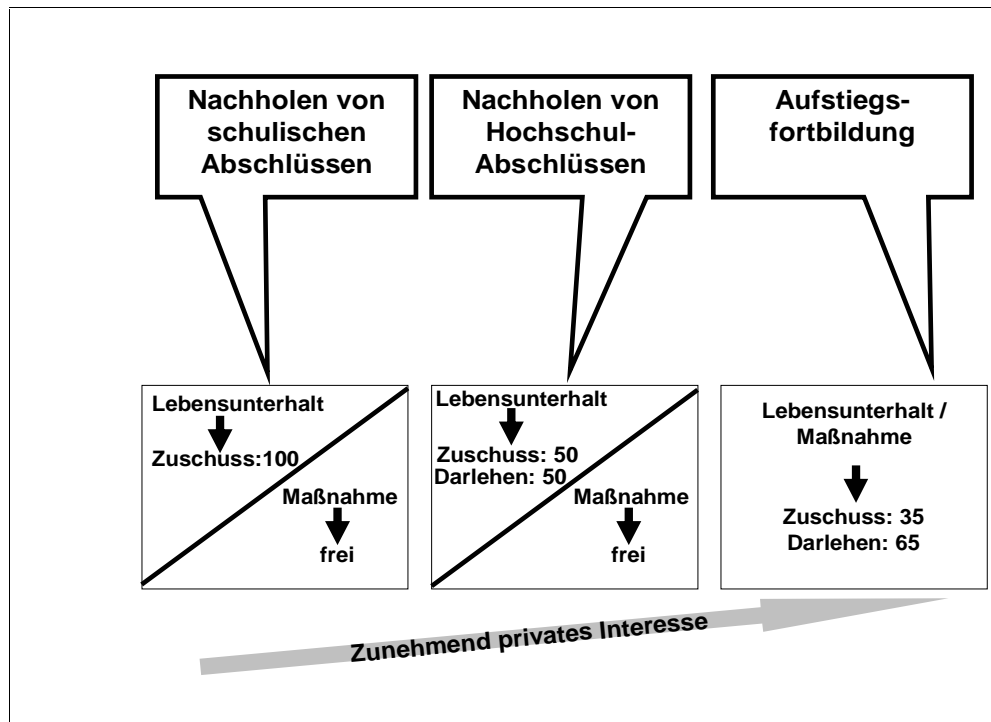 Nachholen von
schulischen
Abschlüssen
Nachholen von
Hochschul-
Abschlüssen
Aufstiegs-
fortbildung
Lebensunterhalt
Zuschuss:100
Maßnahme
frei
Lebensunterhalt
Zuschuss: 50
Darlehen: 50
Maßnahme
frei
Lebensunterhalt /
Maßnahme
Zuschuss: 35
Darlehen: 65
Zunehmend privates Interesse